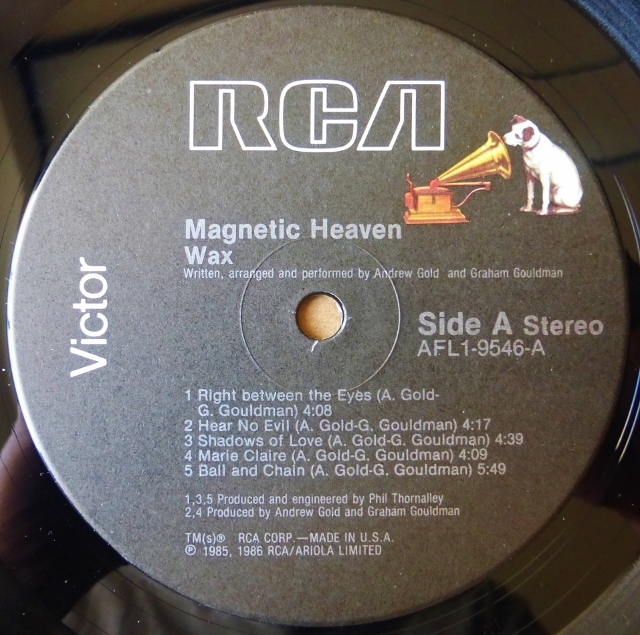 RCA
Victor
Magnetic Heaven
Wax
Written, arranged and performed by Andrew Gold and Graham Gouldman
Side A Stereo
AFL1-9546-A
1 Right between the Eyes (A. Gold-
G. Gouldman) 4:08
2 Hear No Evil (A. Gold-G. Gouldman) 4:17
3 Shadows of Love (A. Gold-G. Gouldman) 4:39
4 Marie Claire (A. Gold-G. Gouldman) 4:09
5 Ball and Chain (A. Gold-G. Gouldman) 5:49
1,3,5 Produced and engineered by Phil Thornalley
2,4 Produced by Andrew Gold and Graham Gouldman
TM(s)® RCA CORP.—MADE IN U.S.A.
℗ 1985, 1986 RCA/ARIOLA LIMITED